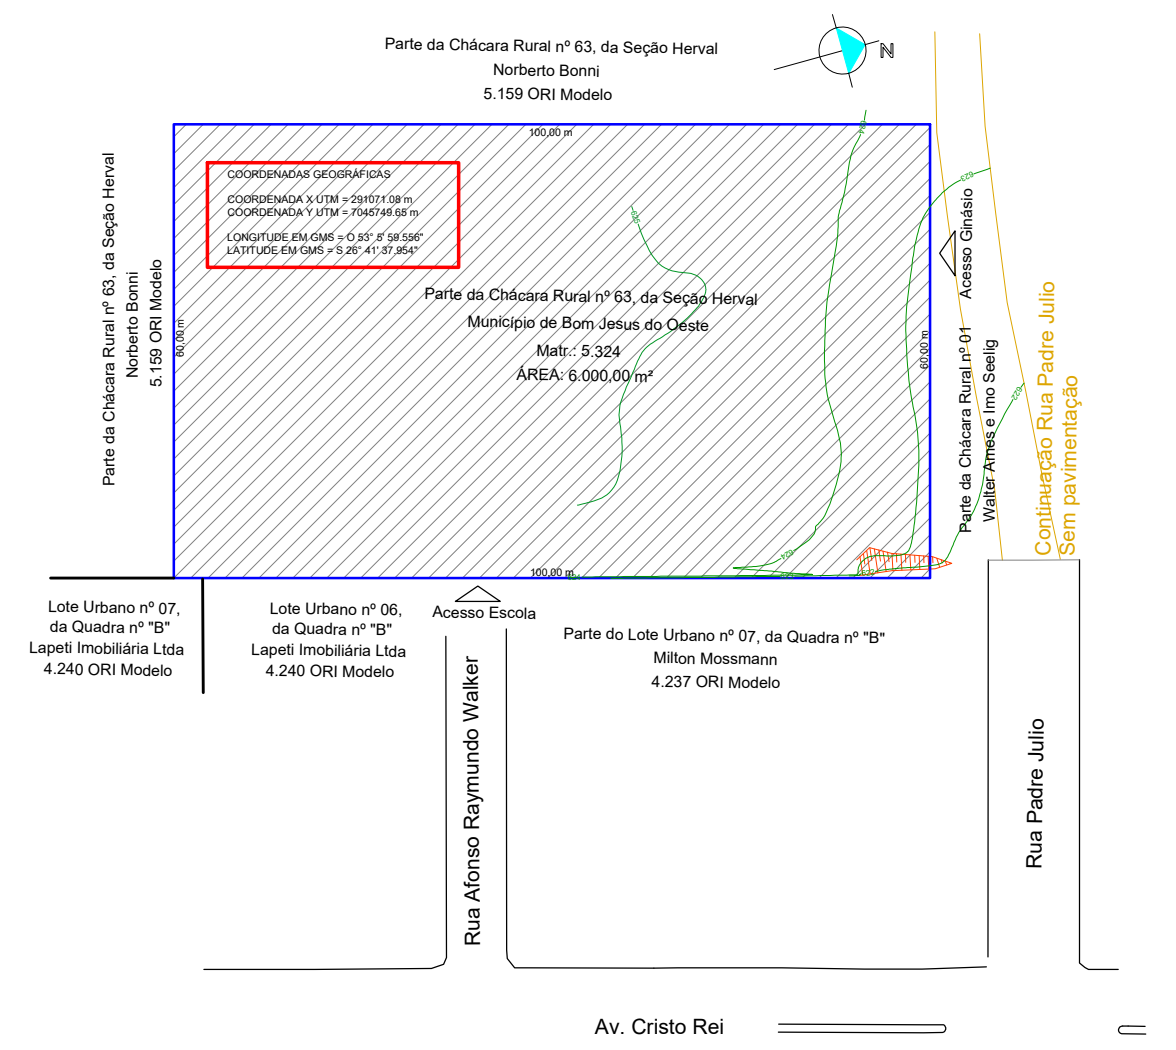 Parte da Chácara Rural nº 63, da Seção Herval
Norberto Bonni
5.159 ORI Modelo
N
100,00 m
624
COORDENADAS GEOGRÁFICAS
COORDENADA X UTM = 291071.08 m
COORDENADA Y UTM = 7045749.65 m
LONGITUDE EM GMS = O 53° 5' 59.556"
LATITUDE EM GMS = S 26° 41' 37.954"
Parte da Chácara Rural nº 63, da Seção Herval
Norberto Bonni
5.159 ORI Modelo
60,00 m
625
623
Parte da Chácara Rural nº 63, da Seção Herval
Município de Bom Jesus do Oeste
Matr.: 5.324
ÁREA: 6.000,00 m²
60,00 m
Acesso Ginásio
Parte da Chácara Rural nº 01
Walter Amos e Imo Seelig
622
Continuação Rua Padre Julio
Sem pavimentação
624
622
100,00 m
Acesso Escola
Lote Urbano nº 07,
da Quadra nº "B"
Lapeti Imobiliária Ltda
4.240 ORI Modelo
Lote Urbano nº 06,
da Quadra nº "B"
Lapeti Imobiliária Ltda
4.240 ORI Modelo
Parte do Lote Urbano nº 07, da Quadra nº "B"
Milton Mossmann
4.237 ORI Modelo
Rua Afonso Raymundo Walker
Rua Padre Julio
Av. Cristo Rei